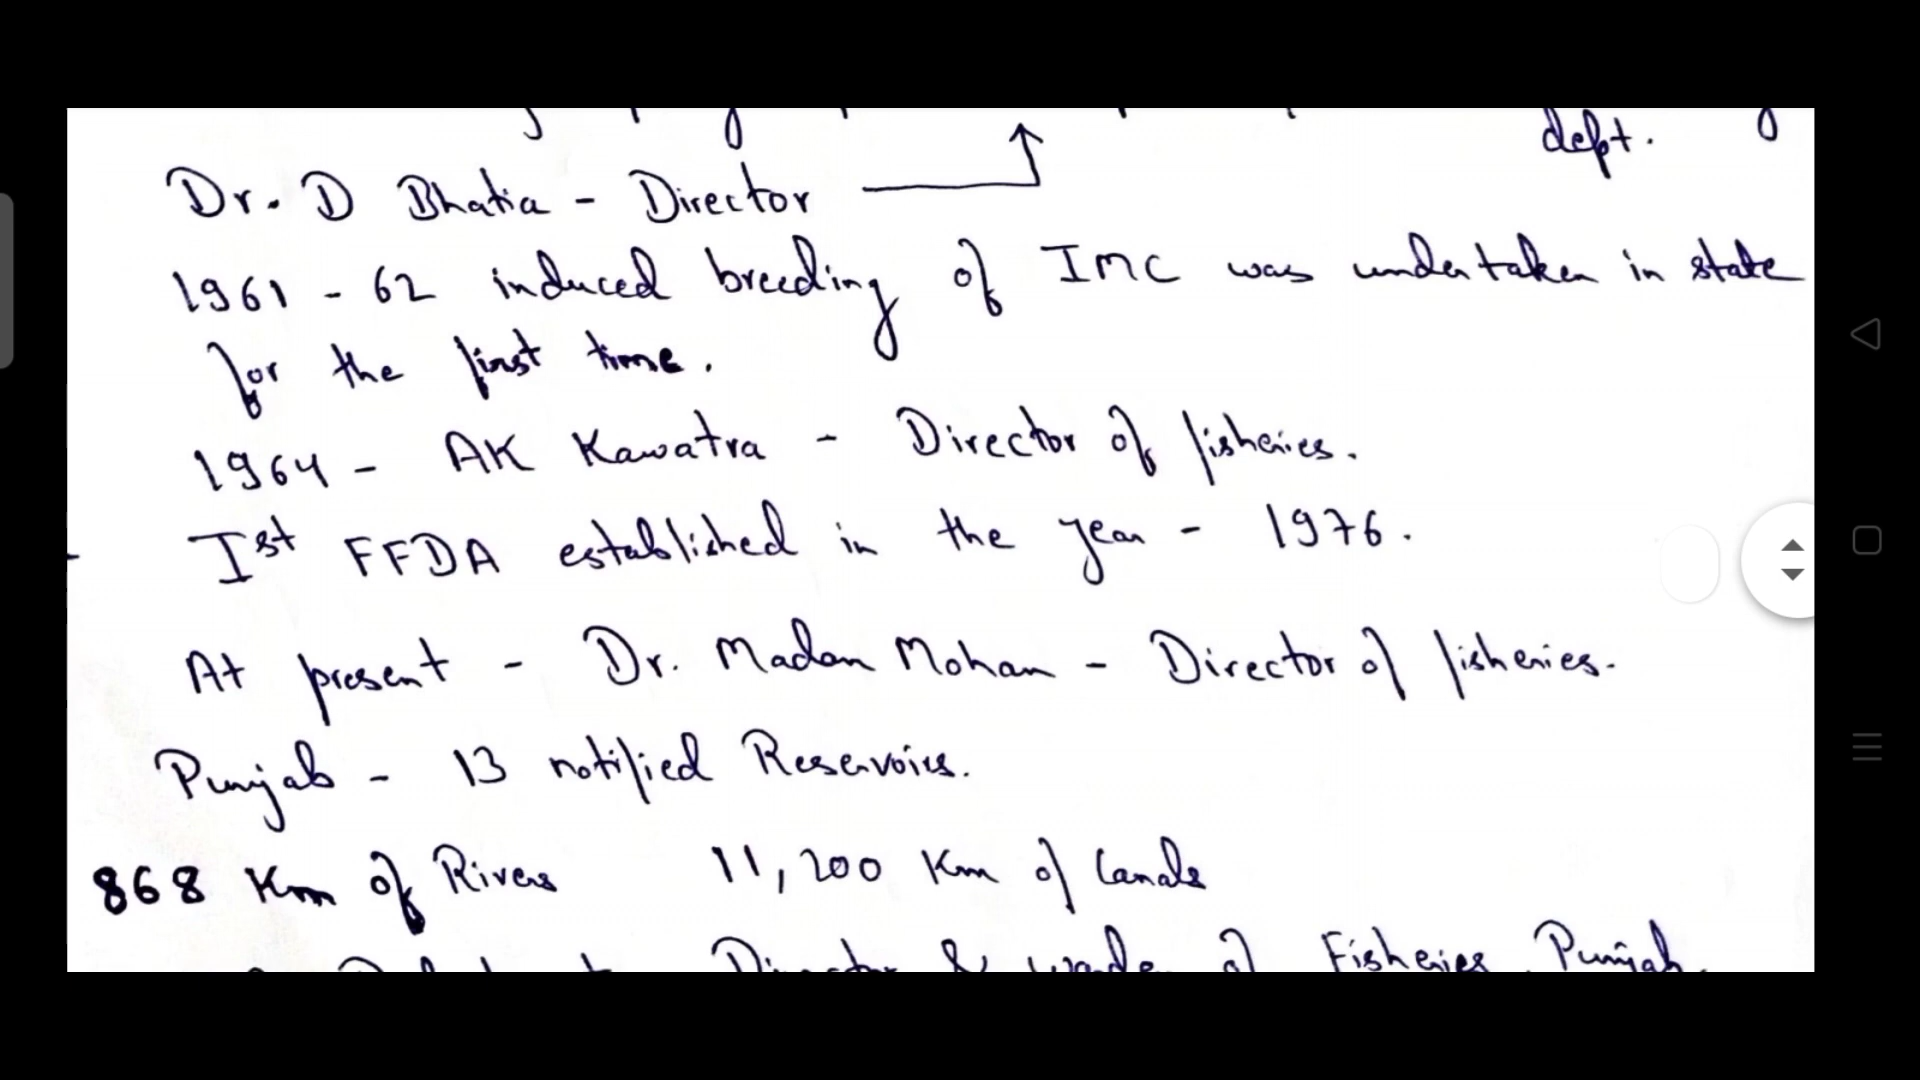 dept.
Dr. D Bhatia - Director
1961 - 62 induced breeding of IMC was undertaken in state
for the first time.
1964 - AK Kawatra - Director of fisheries.
Ist FFDA established in the year - 1976.
At present - Dr. Madan Mohan - Director of fisheries.
Punjab - 13 notified Reservoirs.
868 Km of Rivers 11,200 Km of Canals
Fisheries, Punjab.